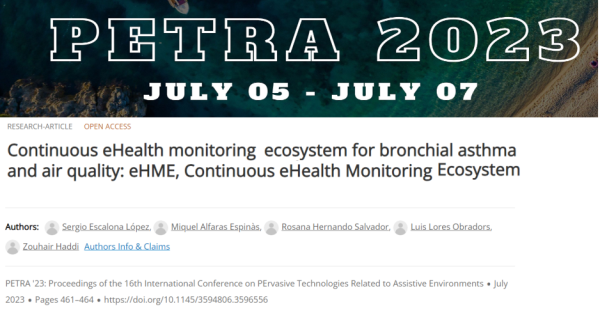 PETRA 2023
JULY 05 - JULY 07
RESEARCH-ARTICLE OPEN ACCESS
Continuous eHealth monitoring ecosystem for bronchial asthma
and air quality: eHME, Continuous eHealth Monitoring Ecosystem
Authors: Sergio Escalona López, Miquel Alfaras Espinàs, Rosana Hernando Salvador, Luis Lores Obradors,
Zouhair Haddi Authors Info & Claims
PETRA '23: Proceedings of the 16th International Conference on PErvasive Technologies Related to Assistive Environments • July
2023 • Pages 461–464 • https://doi.org/10.1145/3594806.3596556